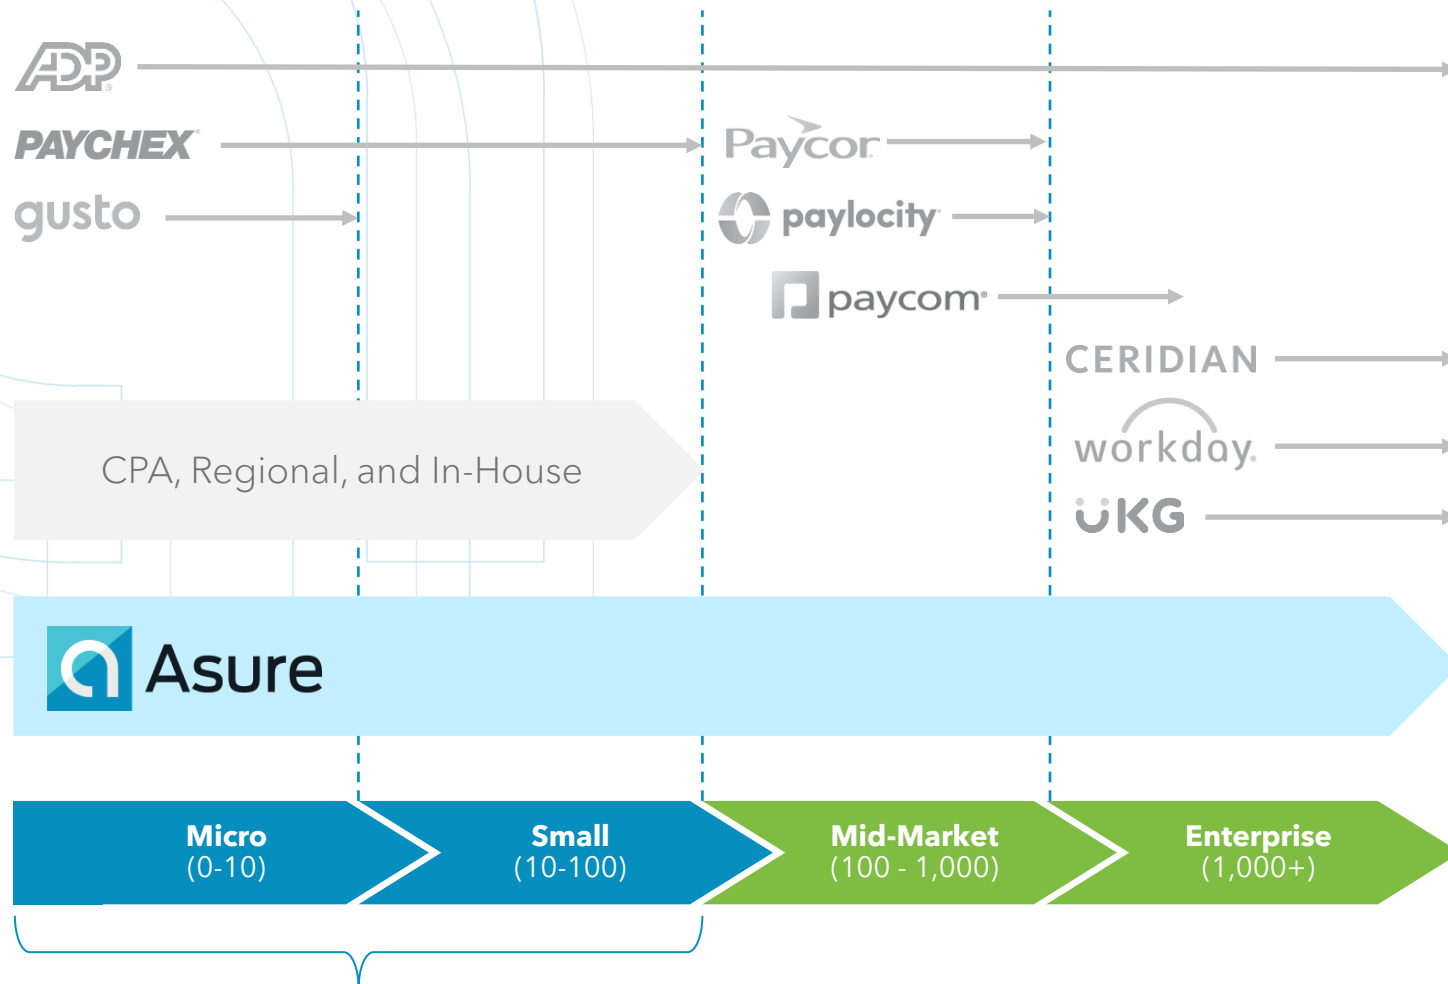 ADP
PAYCHEX
gusto
Paycor
paylocity
paycom
CERIDIAN
workday
UKG
CPA, Regional, and In-House
Asure
Micro
(0-10)
Small
(10-100)
Mid-Market
(100 - 1,000)
Enterprise
(1,000+)